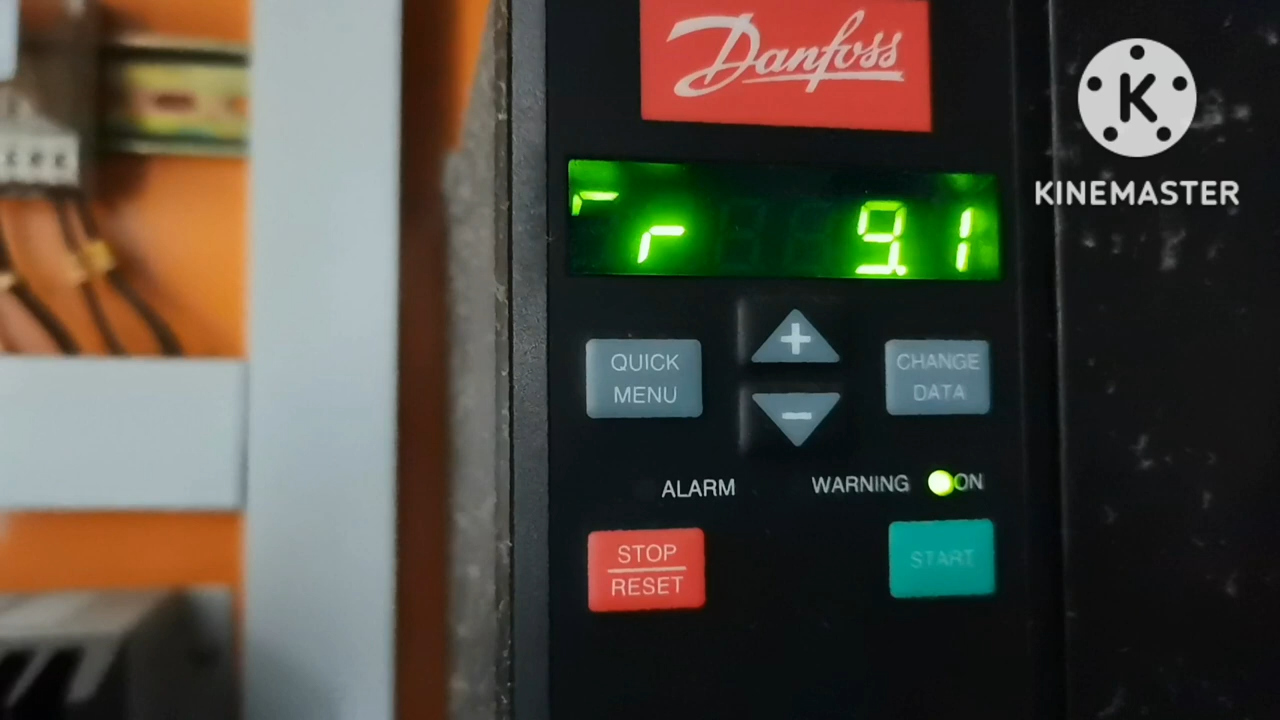 Danfoss
KINEMASTER
r 9.1
QUICK MENU
+
CHANGE DATA
-
ALARM WARNING ON
STOP RESET
START